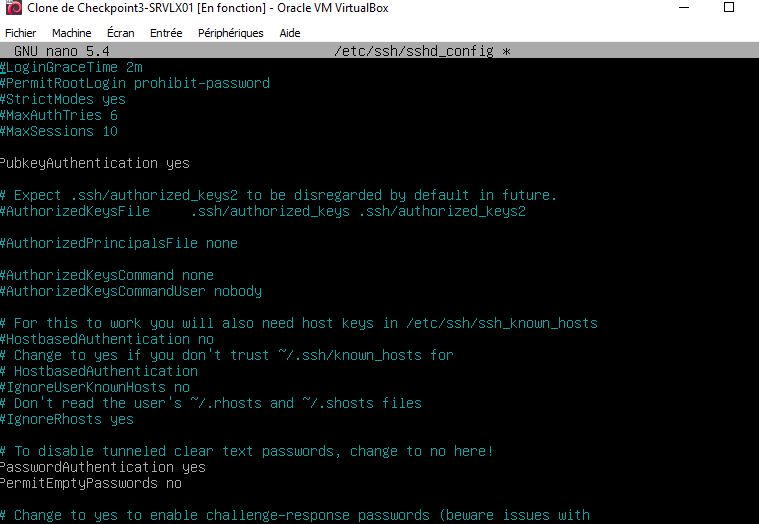 Clone de Checkpoint3-SRVLX01 [En fonction] - Oracle VM VirtualBox
Fichier Machine Écran Entrée Périphériques Aide
GNU nano 5.4 /etc/ssh/sshd_config *
#LoginGraceTime 2m
#PermitRootLogin prohibit-password
#StrictModes yes
#MaxAuthTries 6
#MaxSessions 10
PubkeyAuthentication yes
# Expect .ssh/authorized_keys2 to be disregarded by default in future.
#AuthorizedKeysFile .ssh/authorized_keys .ssh/authorized_keys2
#AuthorizedPrincipalsFile none
#AuthorizedKeysCommand none
#AuthorizedKeysCommandUser nobody
# For this to work you will also need host keys in /etc/ssh/ssh_known_hosts
#HostbasedAuthentication no
# Change to yes if you don't trust ~/.ssh/known_hosts for
# HostbasedAuthentication
#IgnoreUserKnownHosts no
# Don't read the user's ~/.rhosts and ~/.shosts files
#IgnoreRhosts yes
# To disable tunneled clear text passwords, change to no here!
PasswordAuthentication yes
PermitEmptyPasswords no
# Change to yes to enable challenge-response passwords (beware issues with